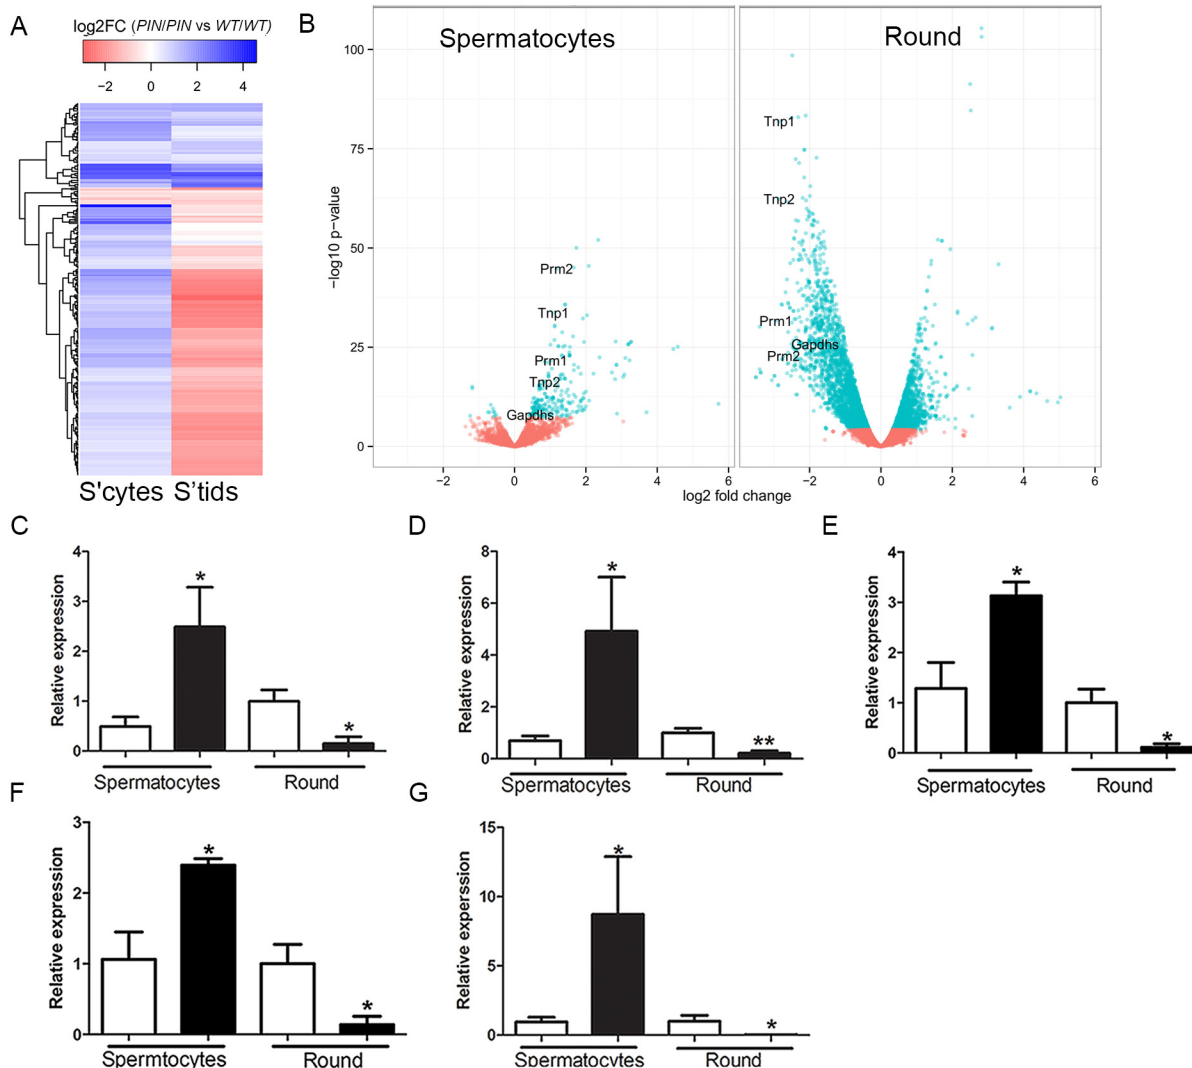 A
log2FC (PIN/PIN vs WT/WT)
−2 0 2 4
S'cytes S'tids
B
Spermatocytes Round
−log10 p−value
100
75
50
25
0
Prm2
Tnp1
Prm1
Tnp2
Gapdhs
Tnp1
Tnp2
Prm1
Gapdhs
Prm2
−2 0 2 4 6 −2 0 2 4 6
log2 fold change
C
Relative expression
4
3
2
1
0
*
*
Spermatocytes Round
D
Relative expression
8
6
4
2
0
*
**
Spermatocytes Round
E
Relative expression
4
3
2
1
0
*
*
Spermatocytes Round
F
Relative expression
3
2
1
0
*
*
Spermtocytes Round
G
Relative experssion
15
10
5
0
*
*
Spermatocytes Round